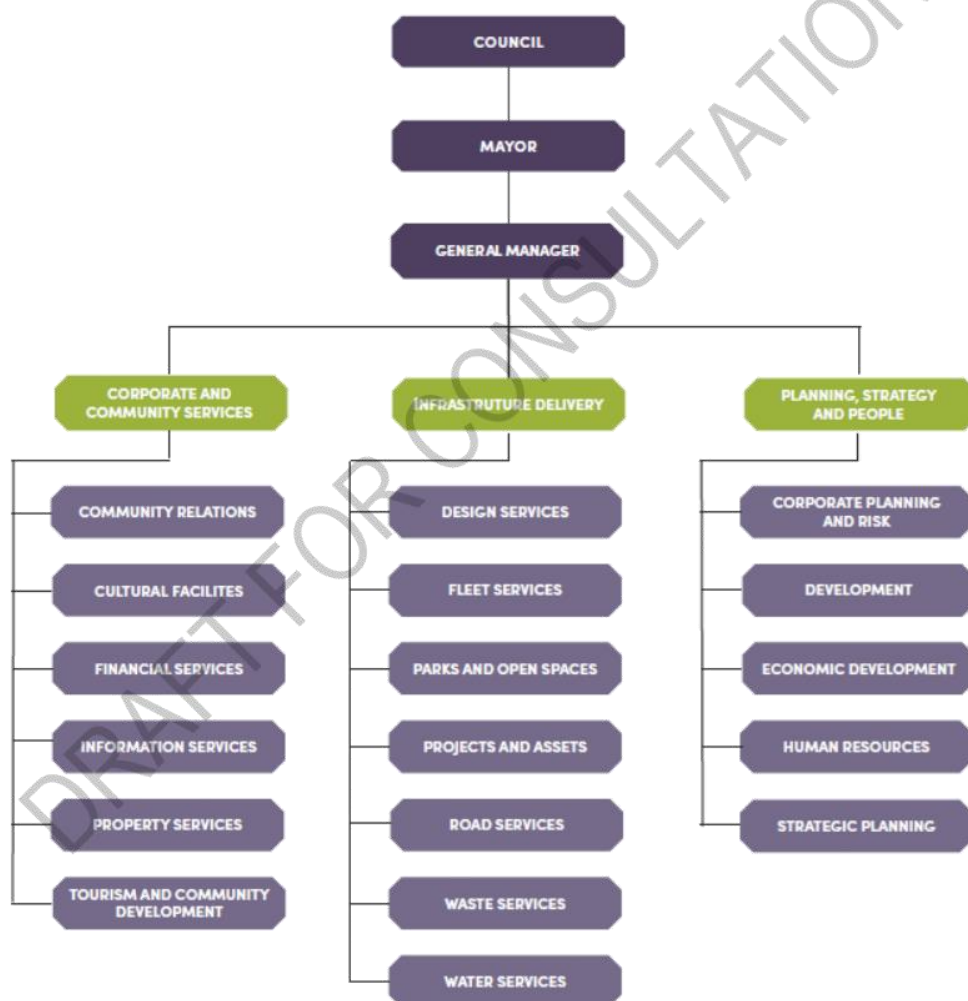 COUNCIL
MAYOR
GENERAL MANAGER
CORPORATE AND
COMMUNITY SERVICES
INFRASTRUTURE DELIVERY
PLANNING, STRATEGY
AND PEOPLE
COMMUNITY RELATIONS
CULTURAL FACILITES
FINANCIAL SERVICES
INFORMATION SERVICES
PROPERTY SERVICES
TOURISM AND COMMUNITY
DEVELOPMENT
DESIGN SERVICES
FLEET SERVICES
PARKS AND OPEN SPACES
PROJECTS AND ASSETS
ROAD SERVICES
WASTE SERVICES
WATER SERVICES
CORPORATE PLANNING
AND RISK
DEVELOPMENT
ECONOMIC DEVELOPMENT
HUMAN RESOURCES
STRATEGIC PLANNING
DRAFT FOR CONSULTATION